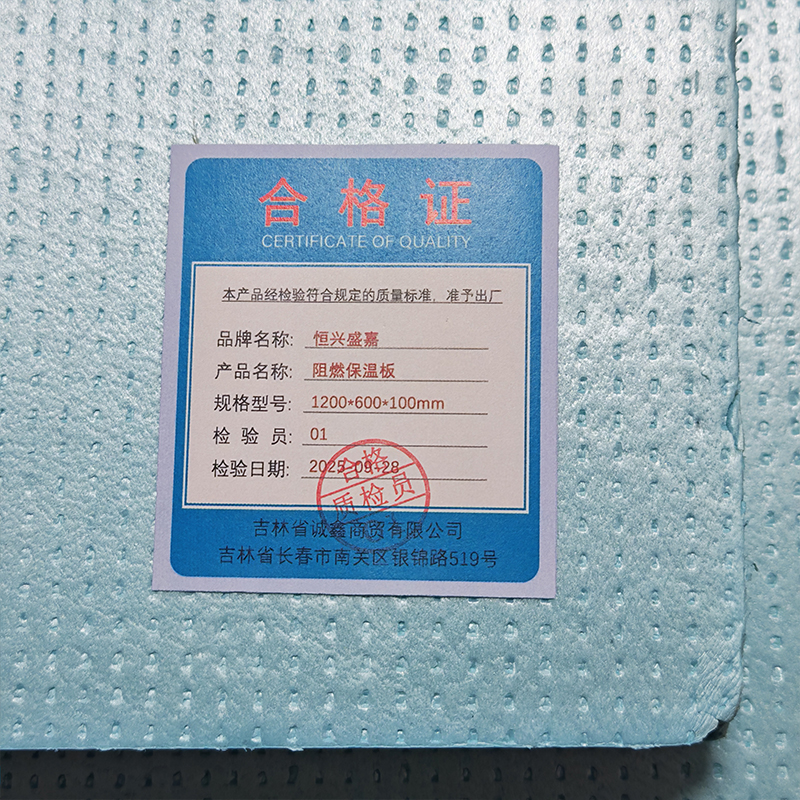 合格证
CERTIFICATE OF QUALITY
本产品经检验符合规定的质量标准，准予出厂
品牌名称: 恒兴盛嘉
产品名称: 阻燃保温板
规格型号: 1200*600*100mm
检验员: 01
检验日期: 2025-09-28
合格
质检员
吉林省诚鑫商贸有限公司
吉林省长春市南关区银锦路519号